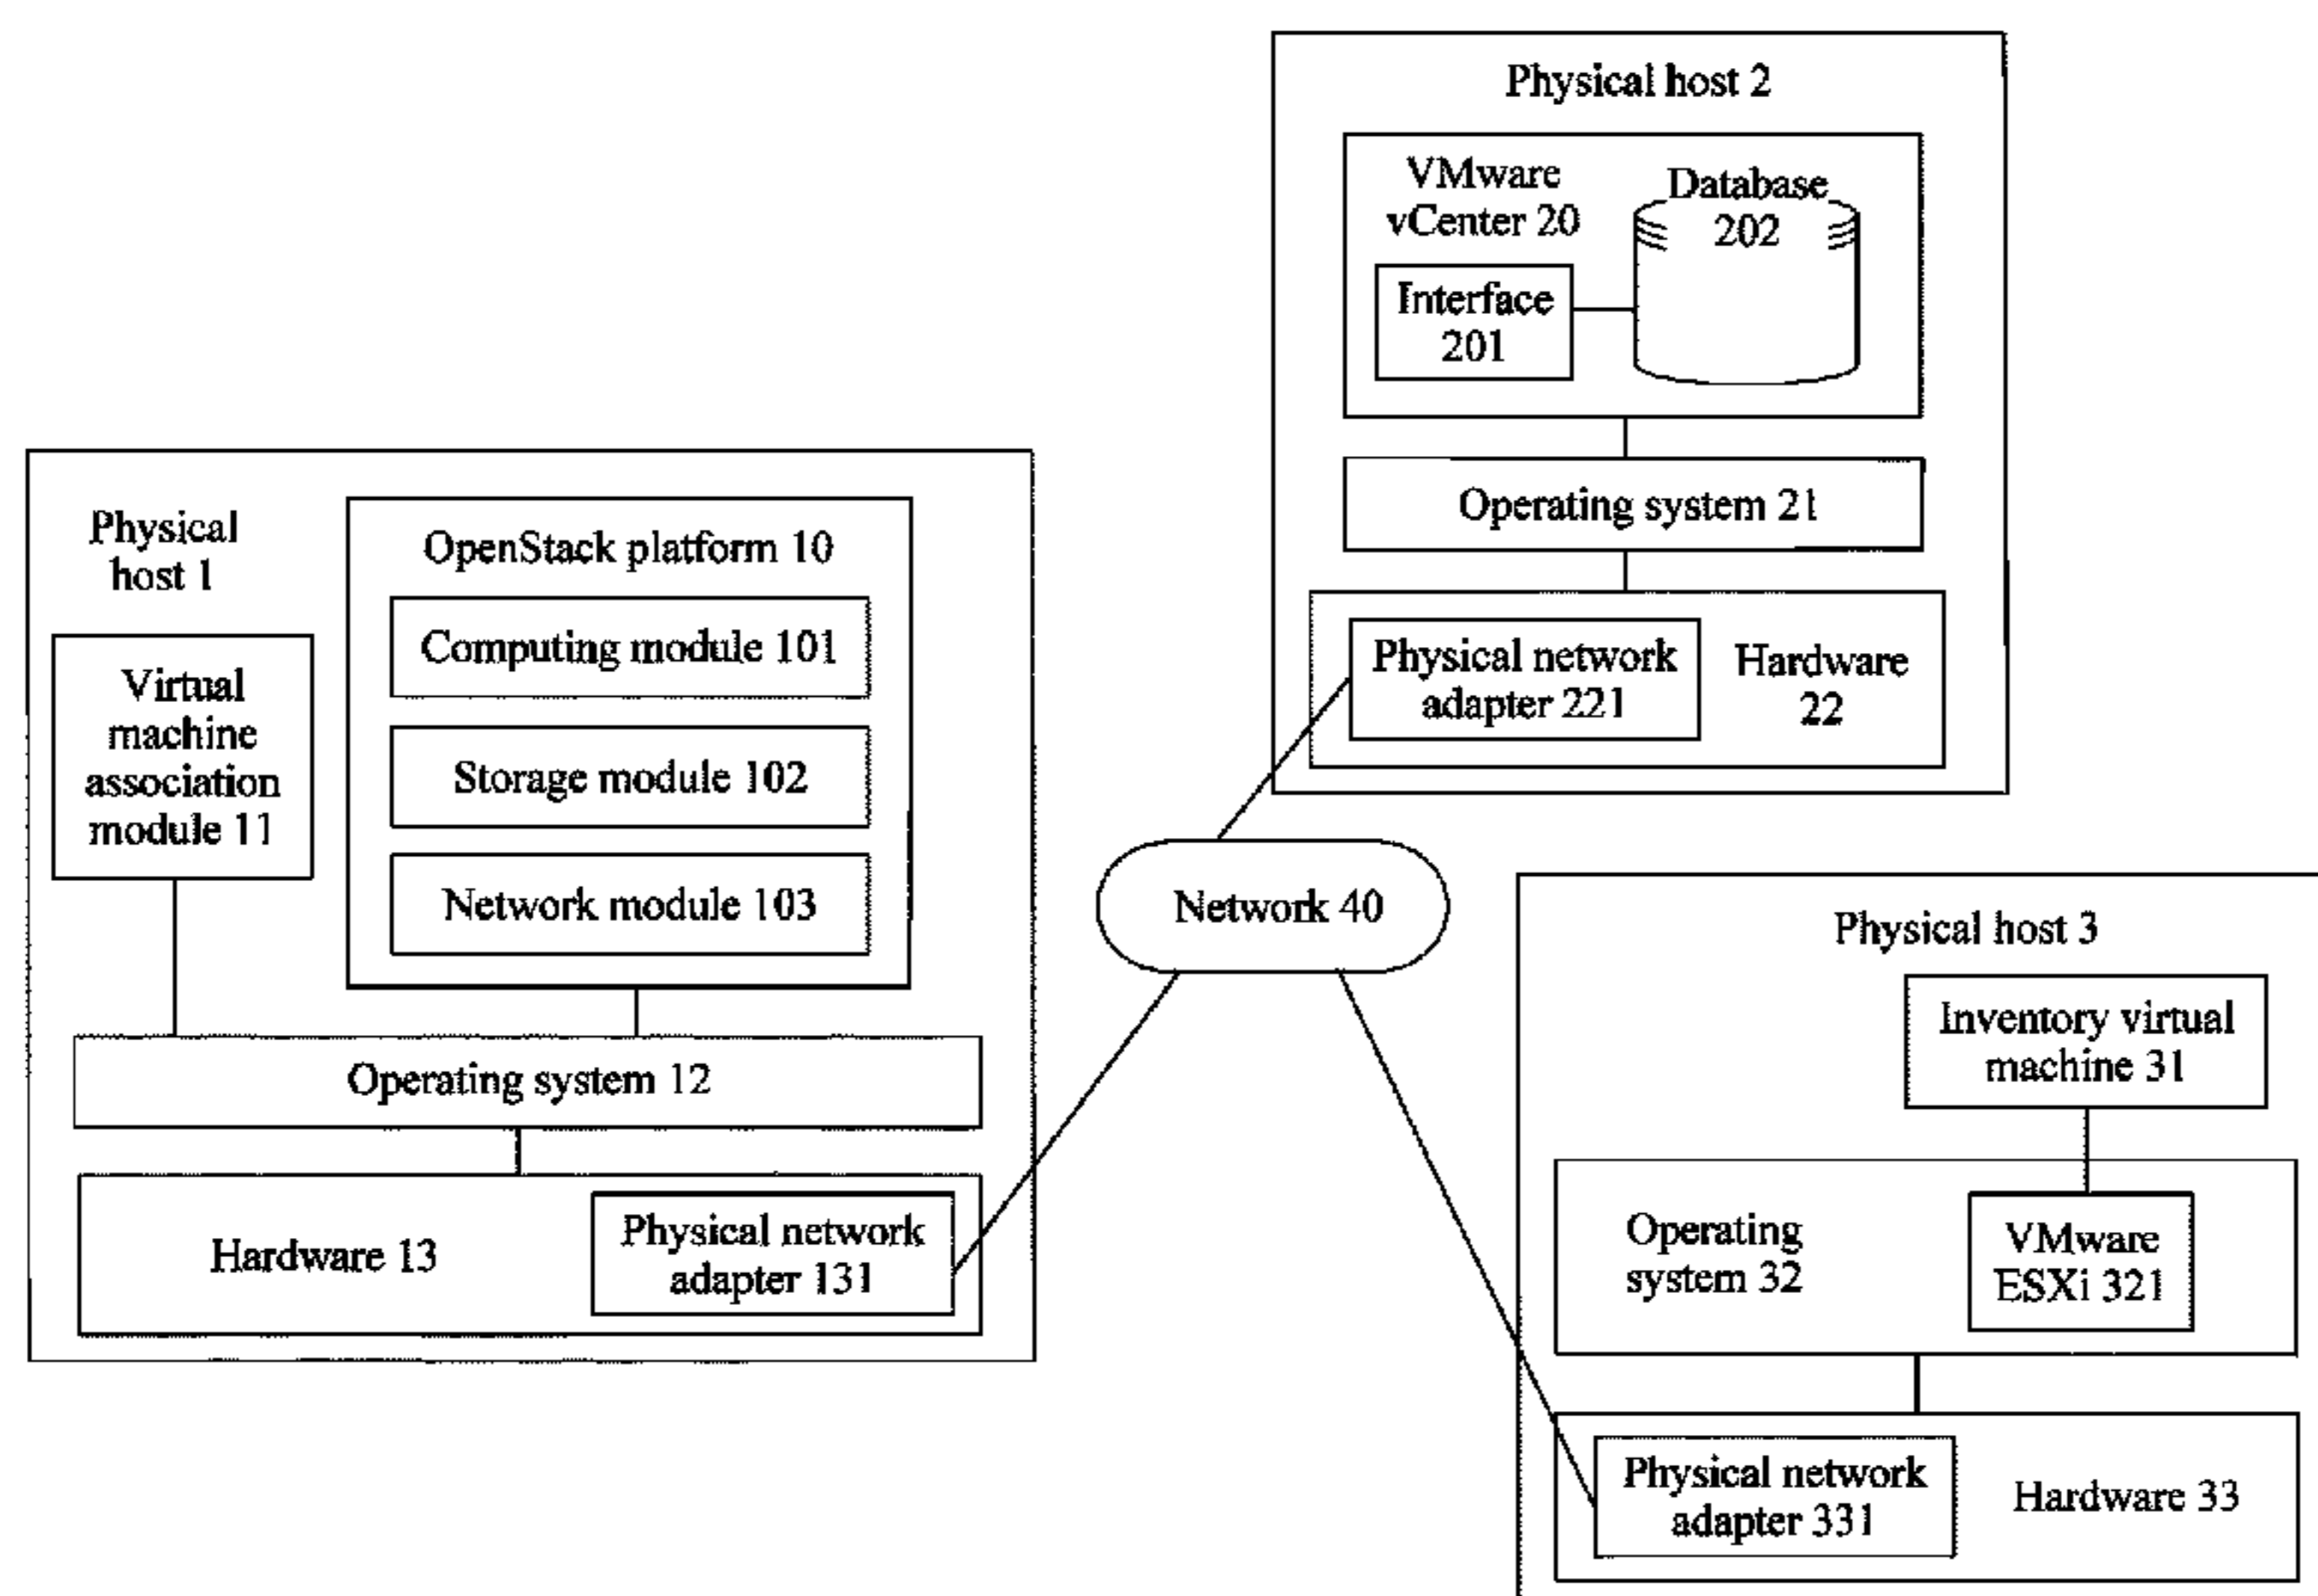 Physical host 2
VMware
vCenter 20
Database
202
Interface
201
Operating system 21
Physical network
adapter 221
Hardware
22
Physical
host 1
OpenStack platform 10
Computing module 101
Virtual
machine
association
module 11
Storage module 102
Network module 103
Operating system 12
Hardware 13
Physical network
adapter 131
Network 40
Physical host 3
Inventory virtual
machine 31
Operating
system 32
VMware
ESXi 321
Physical network
adapter 331
Hardware 33